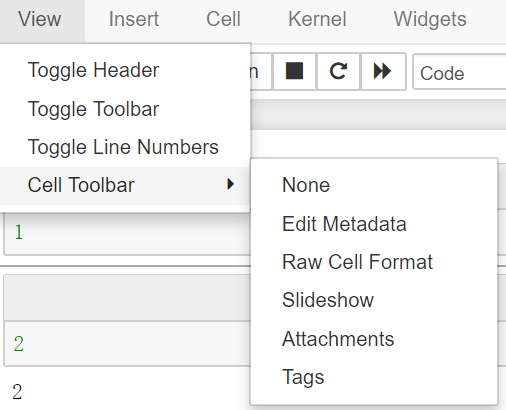 View Insert Cell Kernel Widgets
Toggle Header
n
Code
Toggle Toolbar
Toggle Line Numbers
Cell Toolbar
None
Edit Metadata
Raw Cell Format
Slideshow
Attachments
Tags
1
2
2